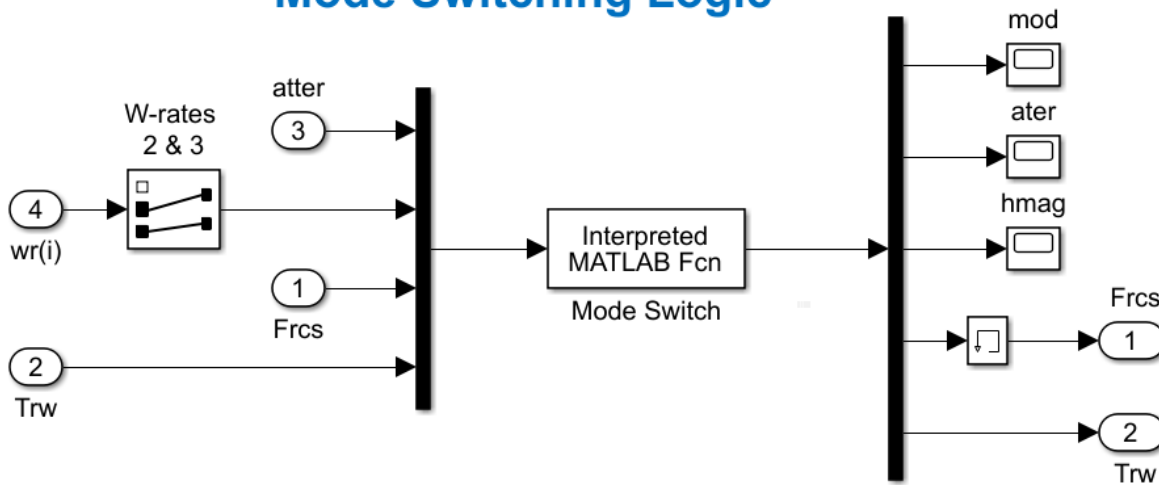 Mode Switching Logic
mod
atter
3
W-rates
2 & 3
ater
4
wr(i)
hmag
Interpreted
MATLAB Fcn
Mode Switch
1
Frcs
Frcs
1
2
Trw
2
Trw